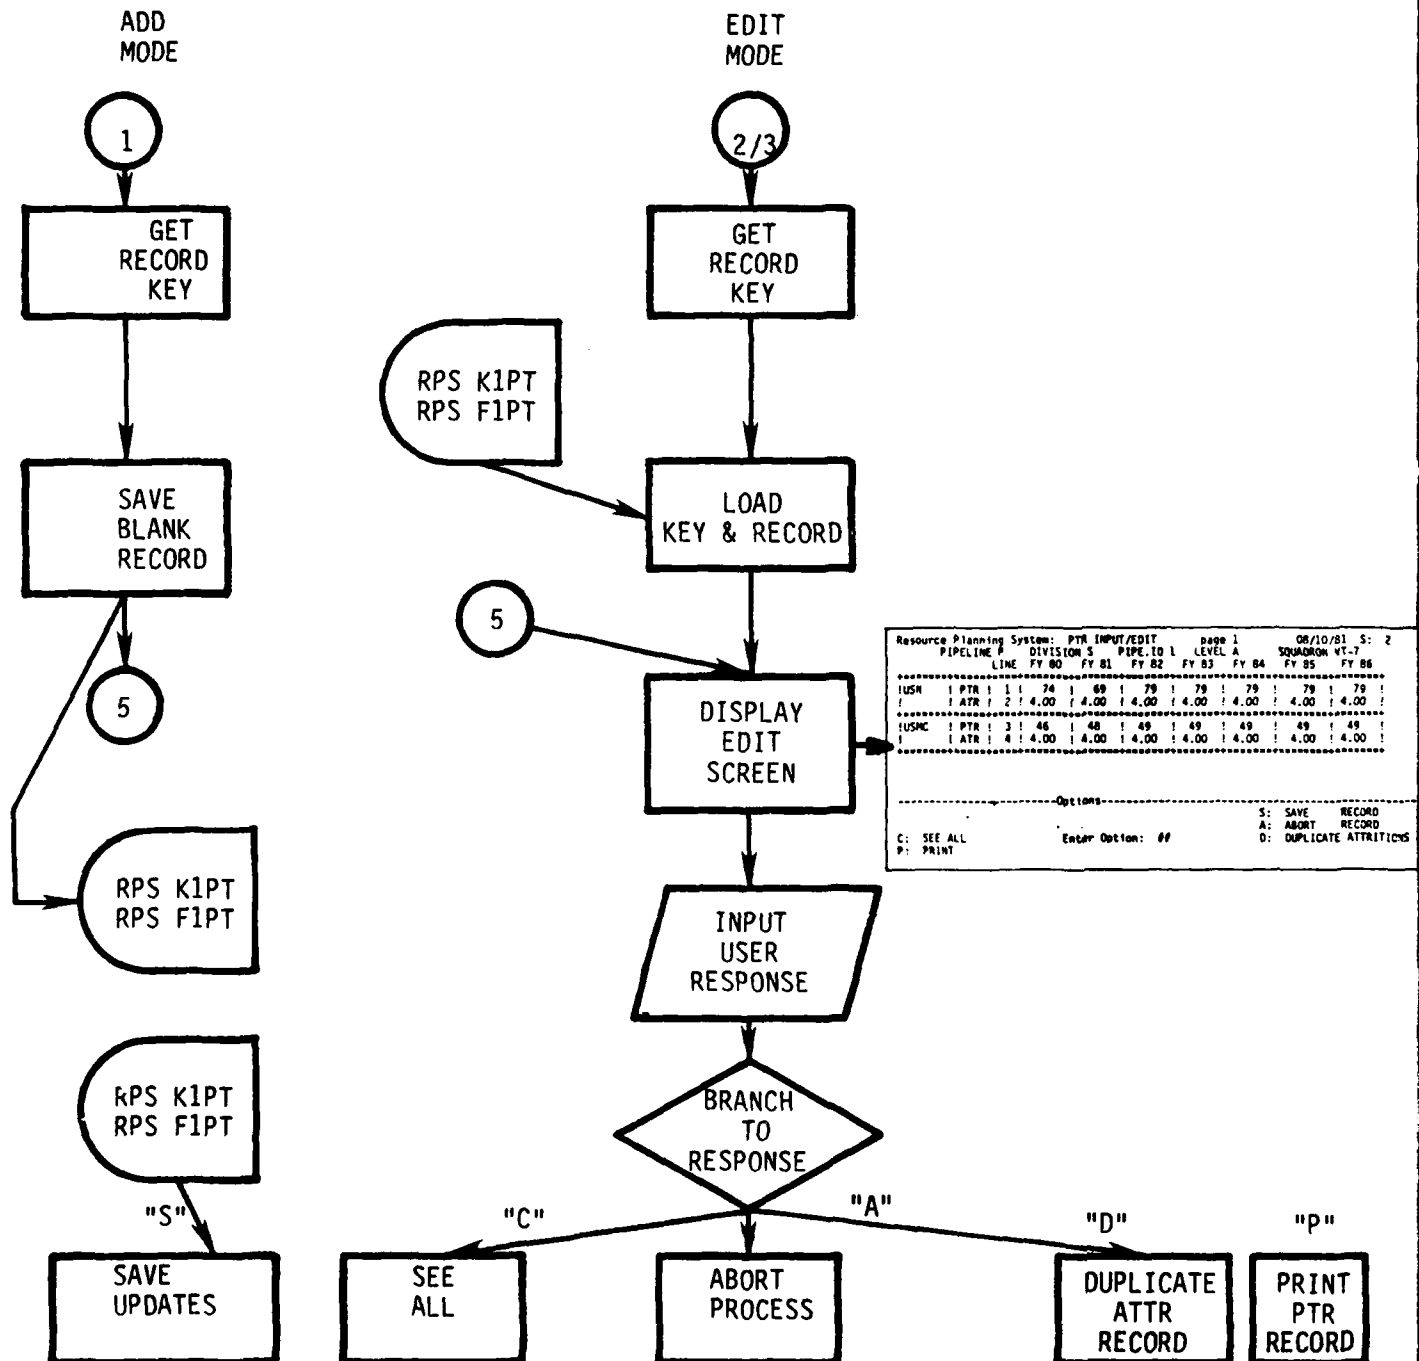 ADD
MODE
EDIT
MODE
1
2/3
GET
RECORD
KEY
GET
RECORD
KEY
RPS K1PT
RPS F1PT
SAVE
BLANK
RECORD
LOAD
KEY & RECORD
5
5
DISPLAY
EDIT
SCREEN
Resource Planning System: PTR INPUT/EDIT page 1 08/10/81 S: 2
PIPELINE P DIVISION S PIPE.ID 1 LEVEL A SQUADRON VT-7
LINE FY 80 FY 81 FY 82 FY 83 FY 84 FY 85 FY 86
!USN ! PTR ! 1 ! 74 ! 69 ! 79 ! 79 ! 79 ! 79 ! 79 !
! ! ATR ! 2 ! 4.00 ! 4.00 ! 4.00 ! 4.00 ! 4.00 ! 4.00 ! 4.00 !
!USMC ! PTR ! 3 ! 46 ! 48 ! 49 ! 49 ! 49 ! 49 ! 49 !
! ! ATR ! 4 ! 4.00 ! 4.00 ! 4.00 ! 4.00 ! 4.00 ! 4.00 ! 4.00 !
Options
S: SAVE RECORD
A: ABORT RECORD
C: SEE ALL Enter Option: ## D: DUPLICATE ATTRITIONS
P: PRINT
RPS K1PT
RPS F1PT
INPUT
USER
RESPONSE
RPS K1PT
RPS F1PT
BRANCH
TO
RESPONSE
"S"
"C"
"A"
"D"
"P"
SAVE
UPDATES
SEE
ALL
ABORT
PROCESS
DUPLICATE
ATTR
RECORD
PRINT
PTR
RECORD